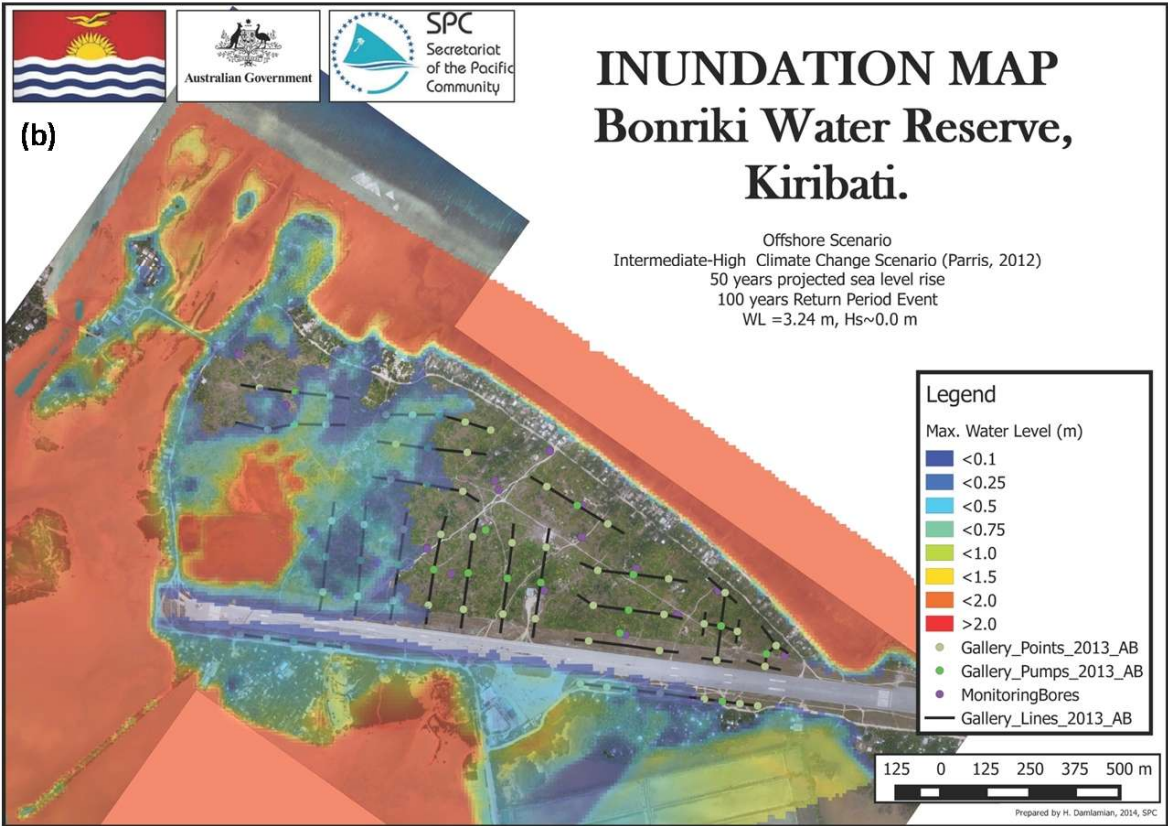 SPC
Secretariat
of the Pacific
Community
Australian Government
(b)
INUNDATION MAP
Bonriki Water Reserve,
Kiribati.
Offshore Scenario
Intermediate-High Climate Change Scenario (Parris, 2012)
50 years projected sea level rise
100 years Return Period Event
WL =3.24 m, Hs~0.0 m
Legend
Max. Water Level (m)
<0.1
<0.25
<0.5
<0.75
<1.0
<1.5
<2.0
>2.0
Gallery_Points_2013_AB
Gallery_Pumps_2013_AB
MonitoringBores
Gallery_Lines_2013_AB
125 0 125 250 375 500 m
Prepared by H. Damlamian, 2014, SPC